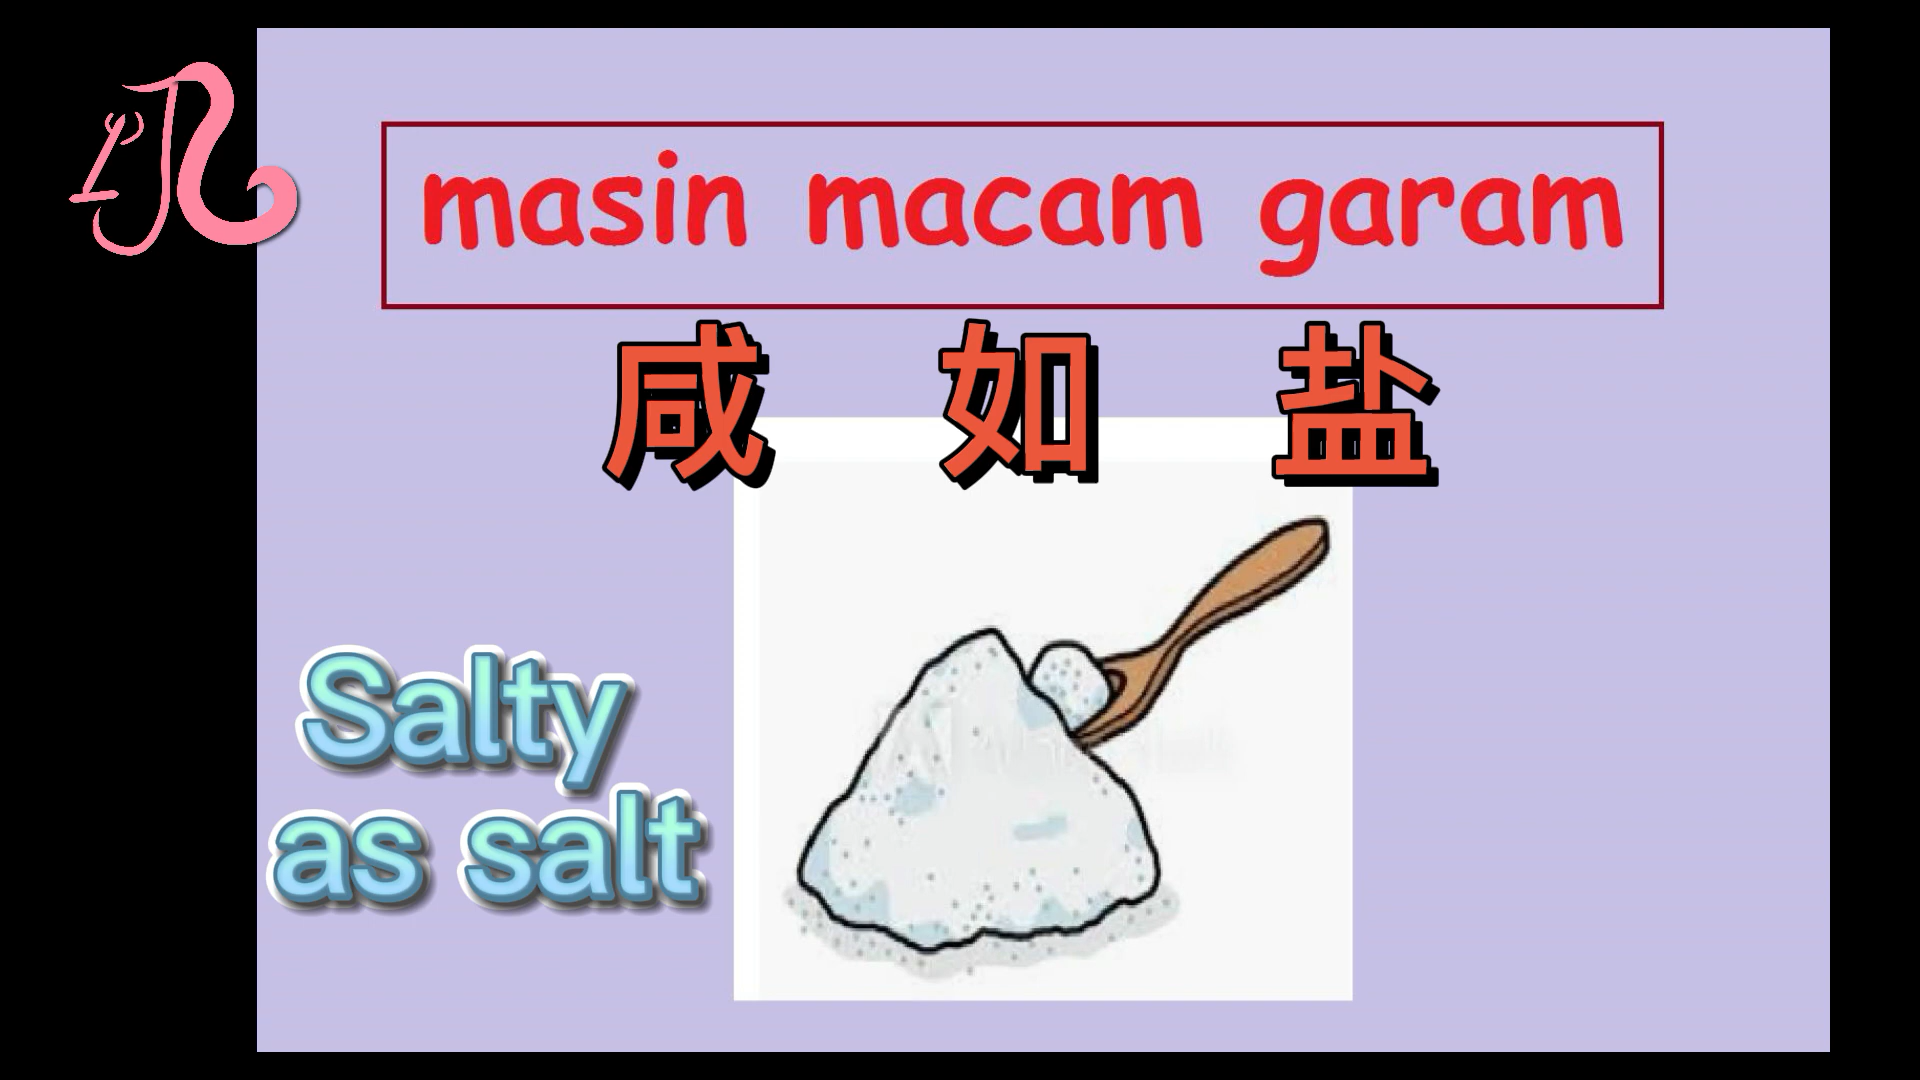 masin macam garam
咸 如 盐
Salty
as salt